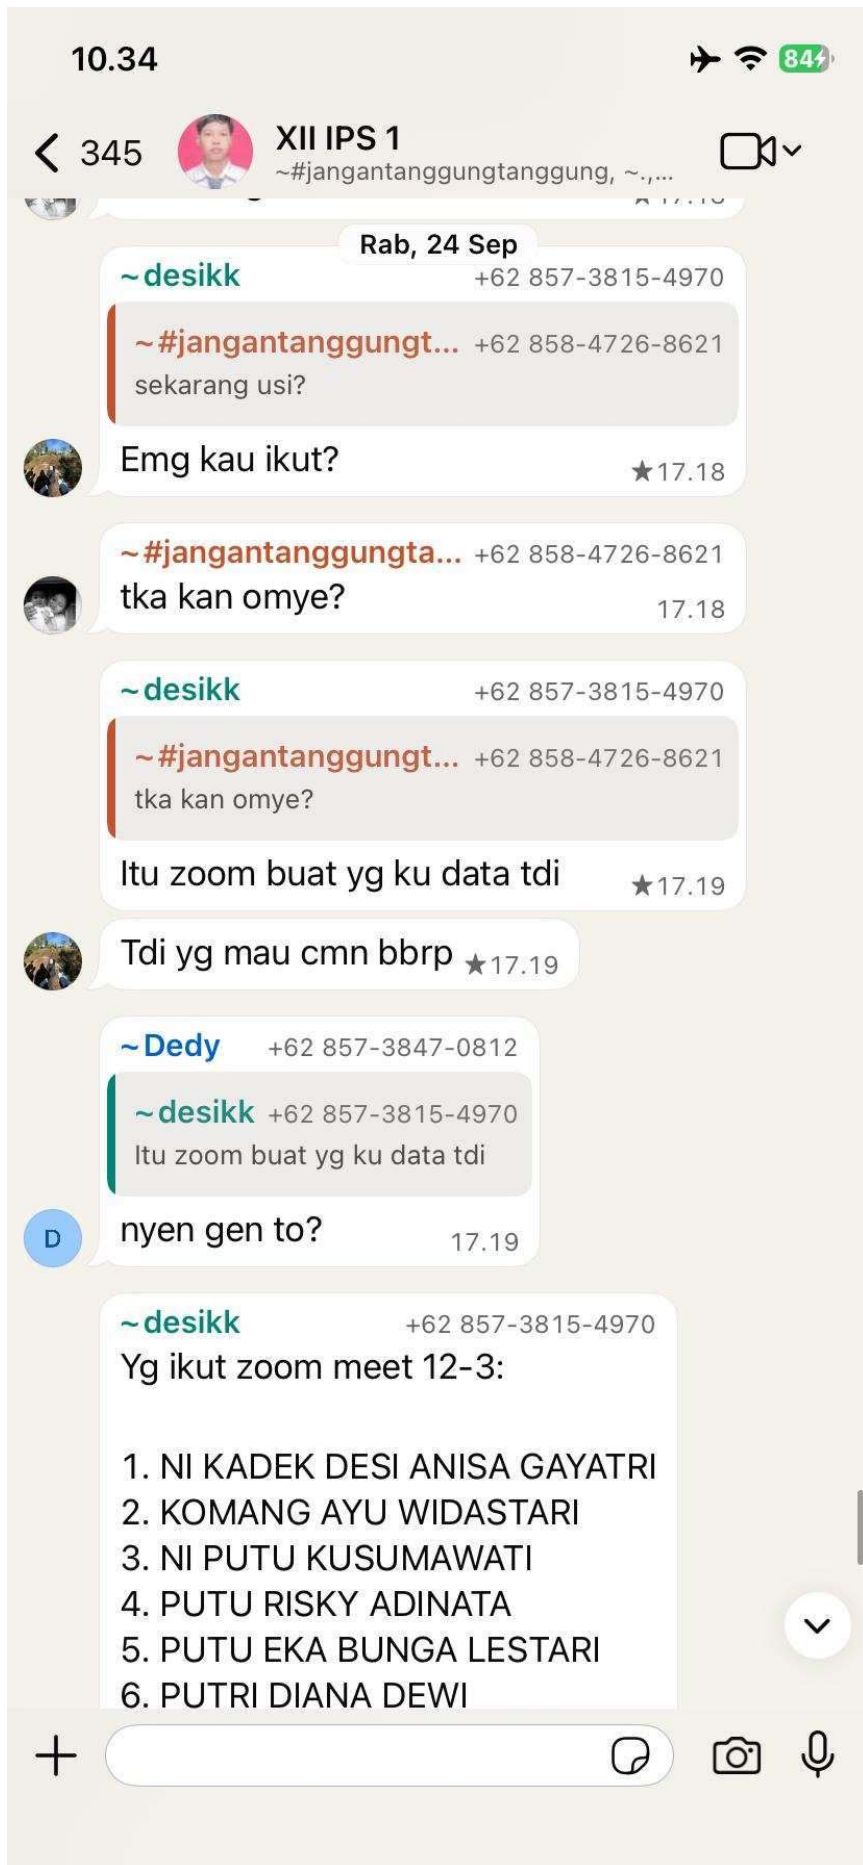 10.34
84
345
XII IPS 1
~#jangantanggungtanggung, ~.,...
Rab, 24 Sep
~desikk +62 857-3815-4970
~#jangantanggungt... +62 858-4726-8621
sekarang usi?
Emg kau ikut?
★17.18
~#jangantanggungta... +62 858-4726-8621
tka kan omye?
17.18
~desikk +62 857-3815-4970
~#jangantanggungt... +62 858-4726-8621
tka kan omye?
Itu zoom buat yg ku data tdi
★17.19
Tdi yg mau cmn bbrp ★17.19
~Dedy +62 857-3847-0812
~desikk +62 857-3815-4970
Itu zoom buat yg ku data tdi
D
nyen gen to?
17.19
~desikk +62 857-3815-4970
Yg ikut zoom meet 12-3:
1. NI KADEK DESI ANISA GAYATRI
2. KOMANG AYU WIDASTARI
3. NI PUTU KUSUMAWATI
4. PUTU RISKY ADINATA
5. PUTU EKA BUNGA LESTARI
6. PUTRI DIANA DEWI